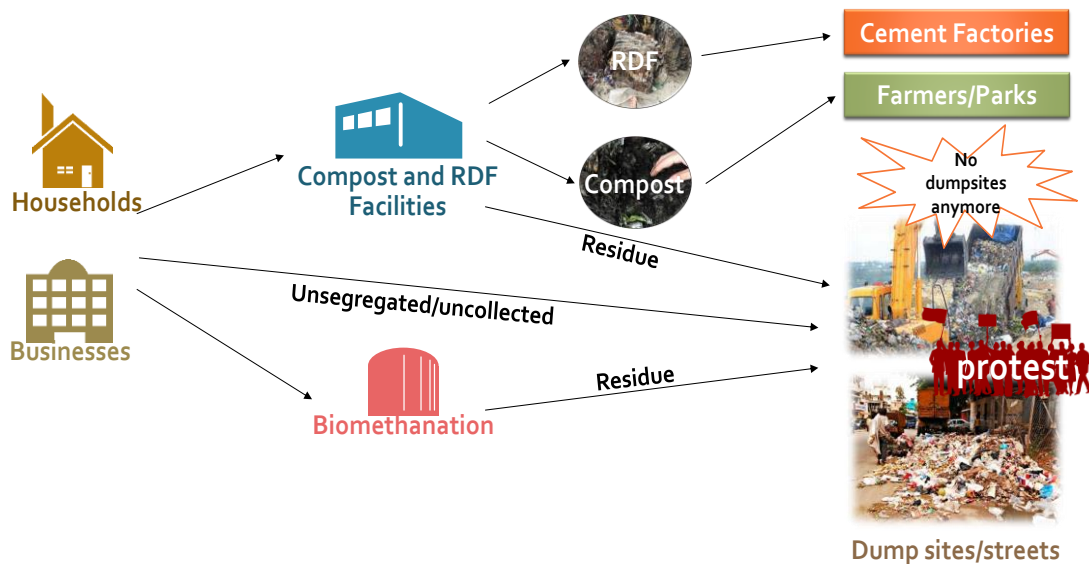 Households
Businesses
Compost and RDF
Facilities
Biomethanation
RDF
Compost
Residue
Unsegregated/uncollected
Residue
Cement Factories
Farmers/Parks
No
dumpsites
anymore
protest
Dump sites/streets